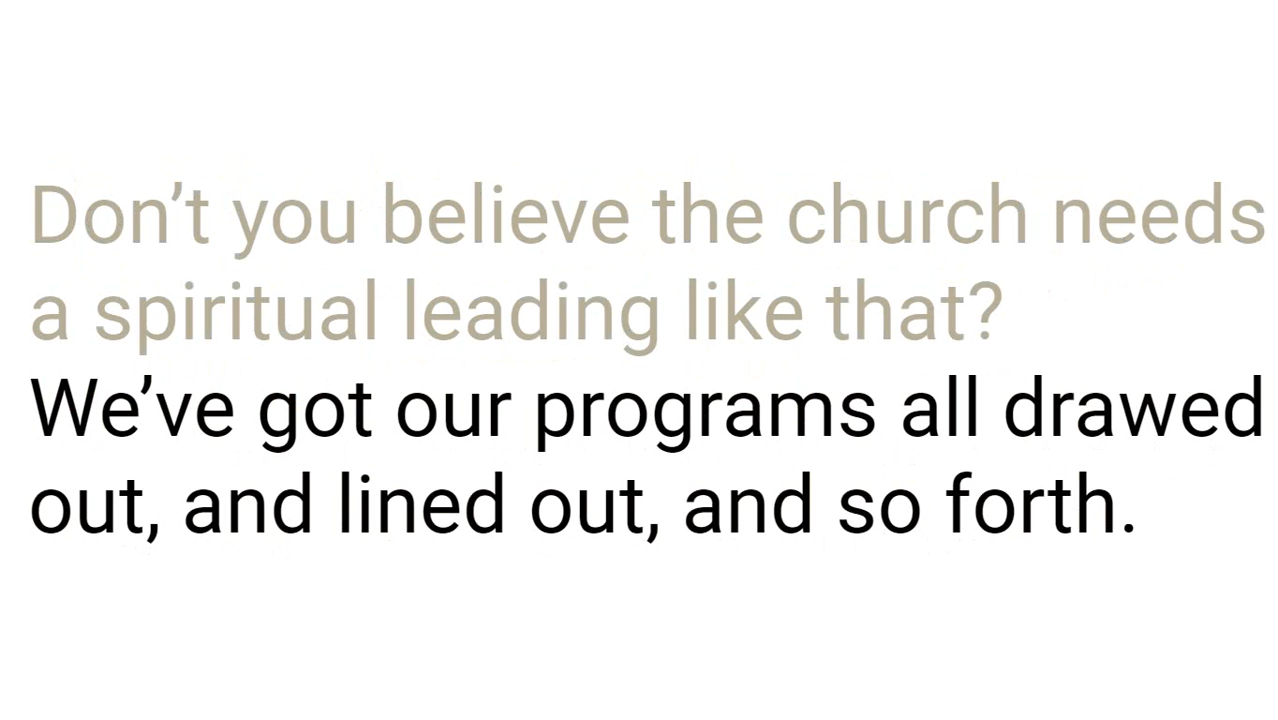 Don’t you believe the church needs
a spiritual leading like that?
We’ve got our programs all drawed
out, and lined out, and so forth.